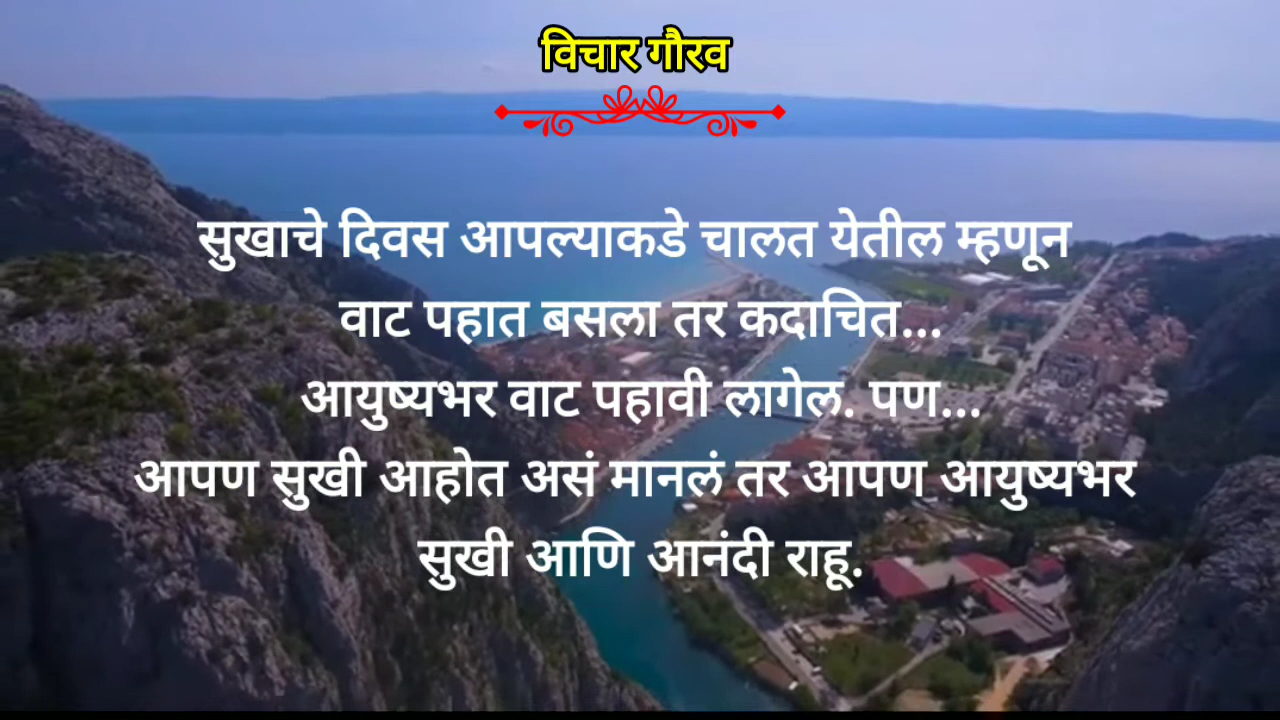 विचार गौरव
सुखाचे दिवस आपल्याकडे चालत येतील म्हणून
वाट पहात बसला तर कदाचित...
आयुष्यभर वाट पहावी लागेल. पण...
आपण सुखी आहोत असं मानलं तर आपण आयुष्यभर
सुखी आणि आनंदी राहू.